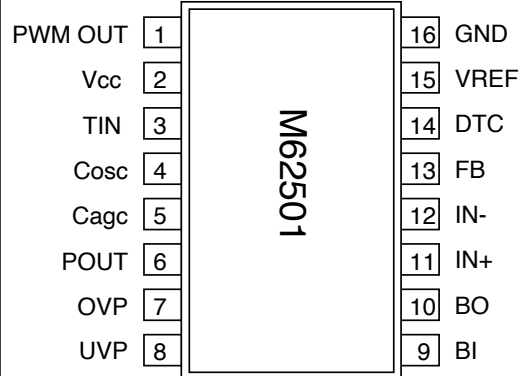 PWM OUT 1
Vcc 2
TIN 3
Cosc 4
Cagc 5
POUT 6
OVP 7
UVP 8
M62501
16 GND
15 VREF
14 DTC
13 FB
12 IN-
11 IN+
10 BO
9 BI